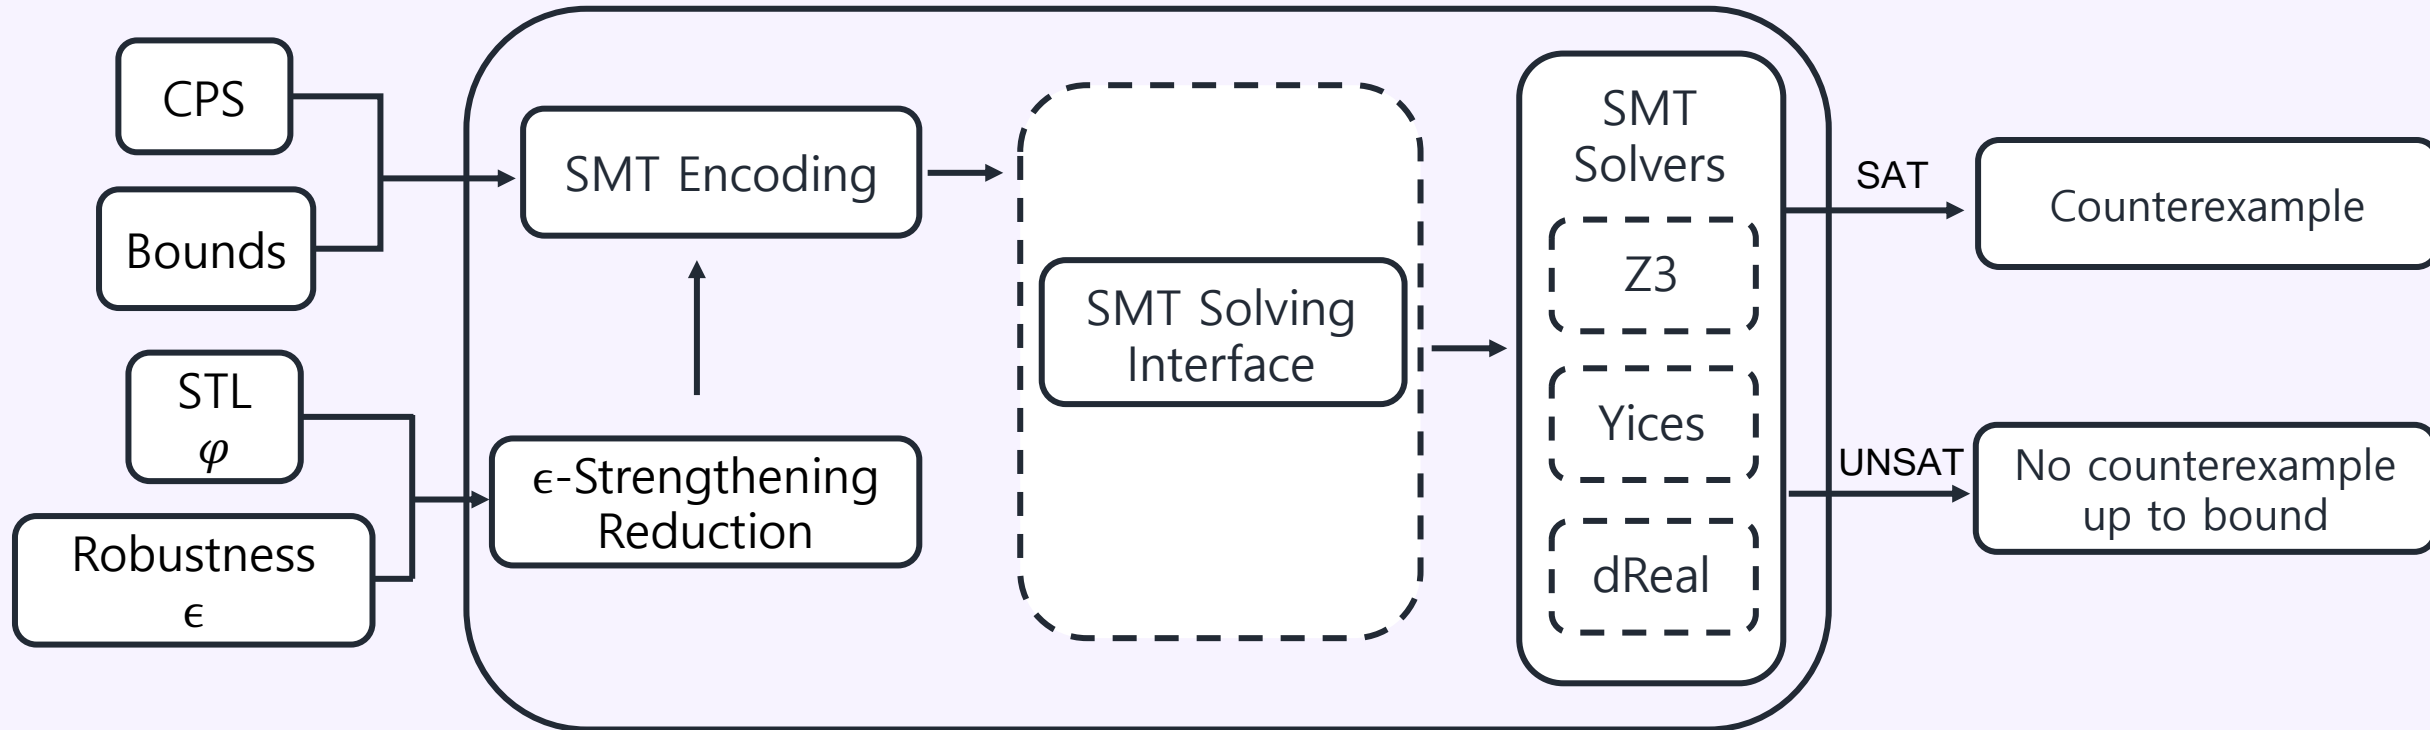 CPS
Bounds
STL
φ
Robustness
ϵ
SMT Encoding
ϵ-Strengthening
Reduction
SMT Solving
Interface
SMT
Solvers
Z3
Yices
dReal
SAT
UNSAT
Counterexample
No counterexample
up to bound